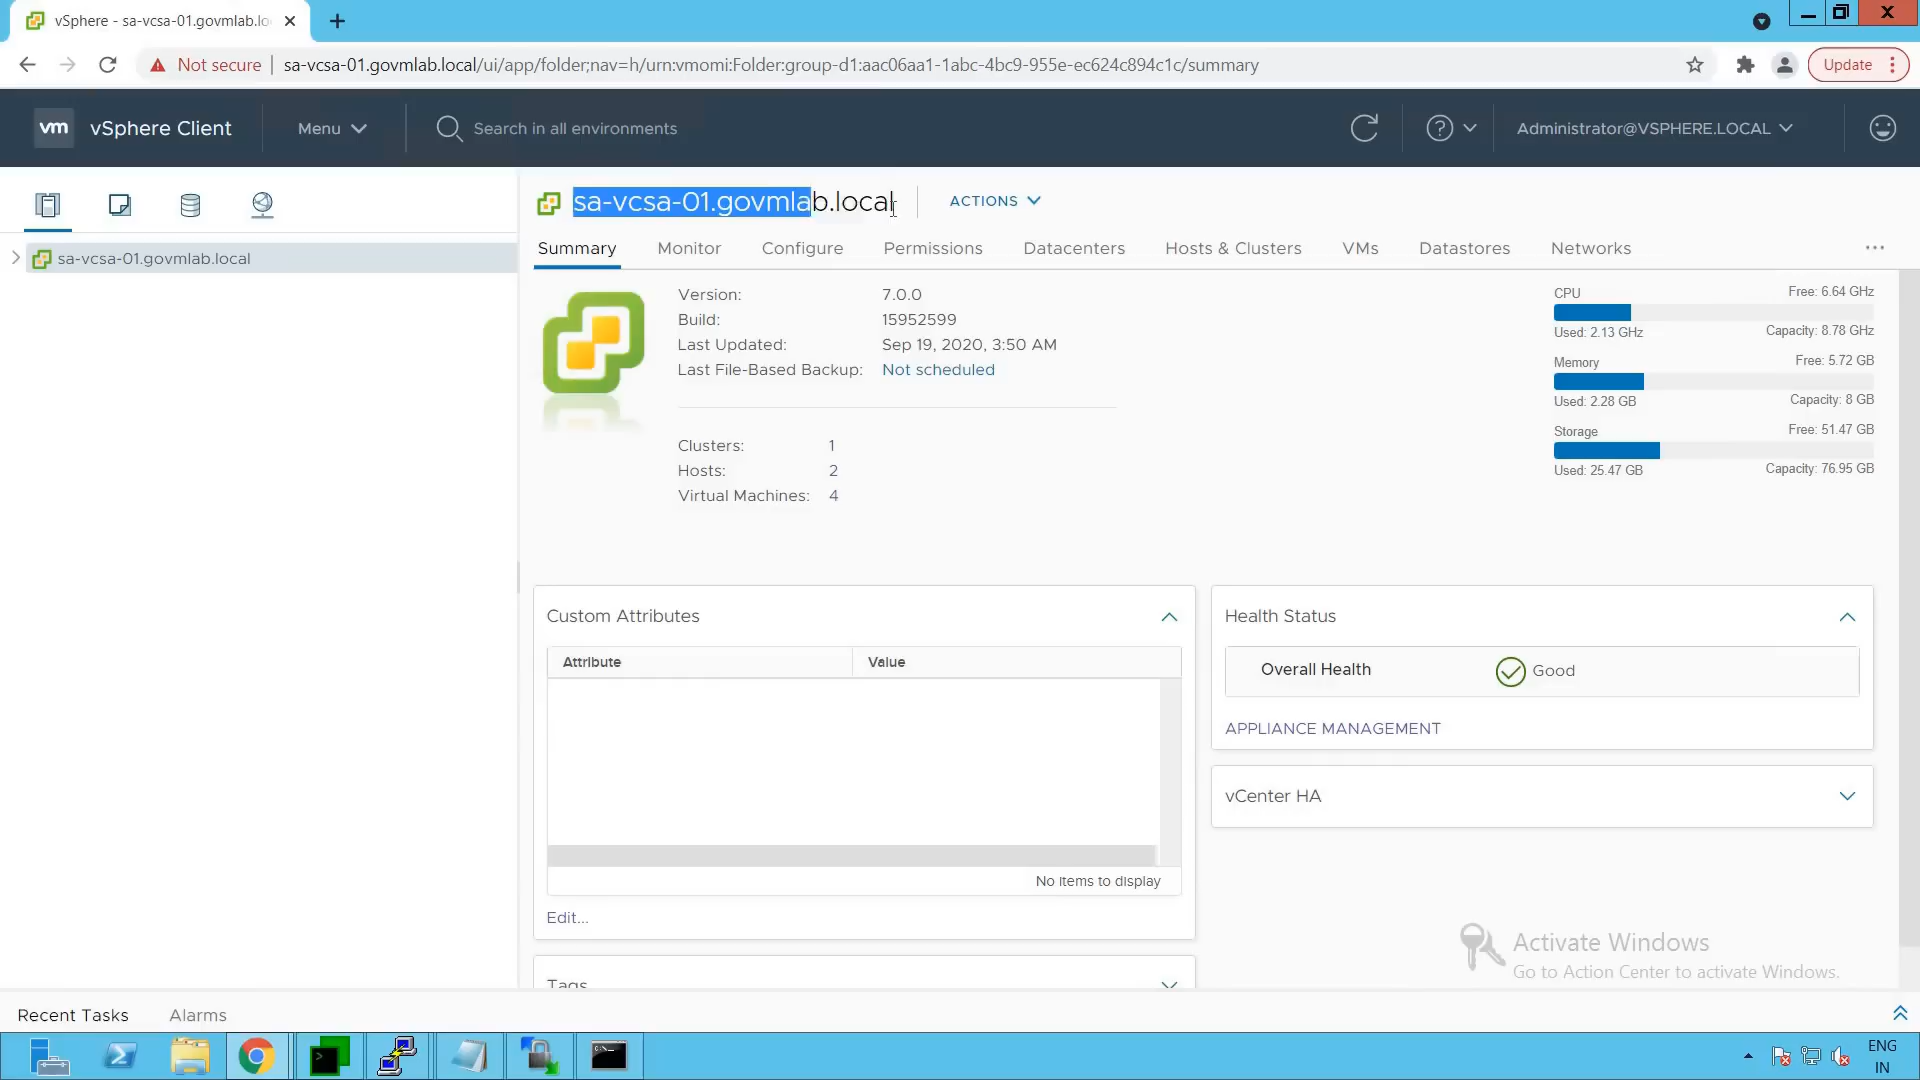 vSphere - sa-vcsa-01.govmlab.lo
Not secure | sa-vcsa-01.govmlab.local/ui/app/folder;nav=h/urn:vmomi:Folder:group-d1:aac06aa1-1abc-4bc9-955e-ec624c894c1c/summary
Update
vm vSphere Client
Menu
Search in all environments
Administrator@VSPHERE.LOCAL
sa-vcsa-01.govmlab.local
ACTIONS
Summary Monitor Configure Permissions Datacenters Hosts & Clusters VMs Datastores Networks
sa-vcsa-01.govmlab.local
Version: 7.0.0
Build: 15952599
Last Updated: Sep 19, 2020, 3:50 AM
Last File-Based Backup: Not scheduled
Clusters: 1
Hosts: 2
Virtual Machines: 4
CPU Free: 6.64 GHz
Used: 2.13 GHz Capacity: 8.78 GHz
Memory Free: 5.72 GB
Used: 2.28 GB Capacity: 8 GB
Storage Free: 51.47 GB
Used: 25.47 GB Capacity: 76.95 GB
Custom Attributes
Attribute Value
No items to display
Edit...
Tags
Health Status
Overall Health Good
APPLIANCE MANAGEMENT
vCenter HA
Activate Windows
Go to Action Center to activate Windows.
Recent Tasks Alarms
ENG
IN